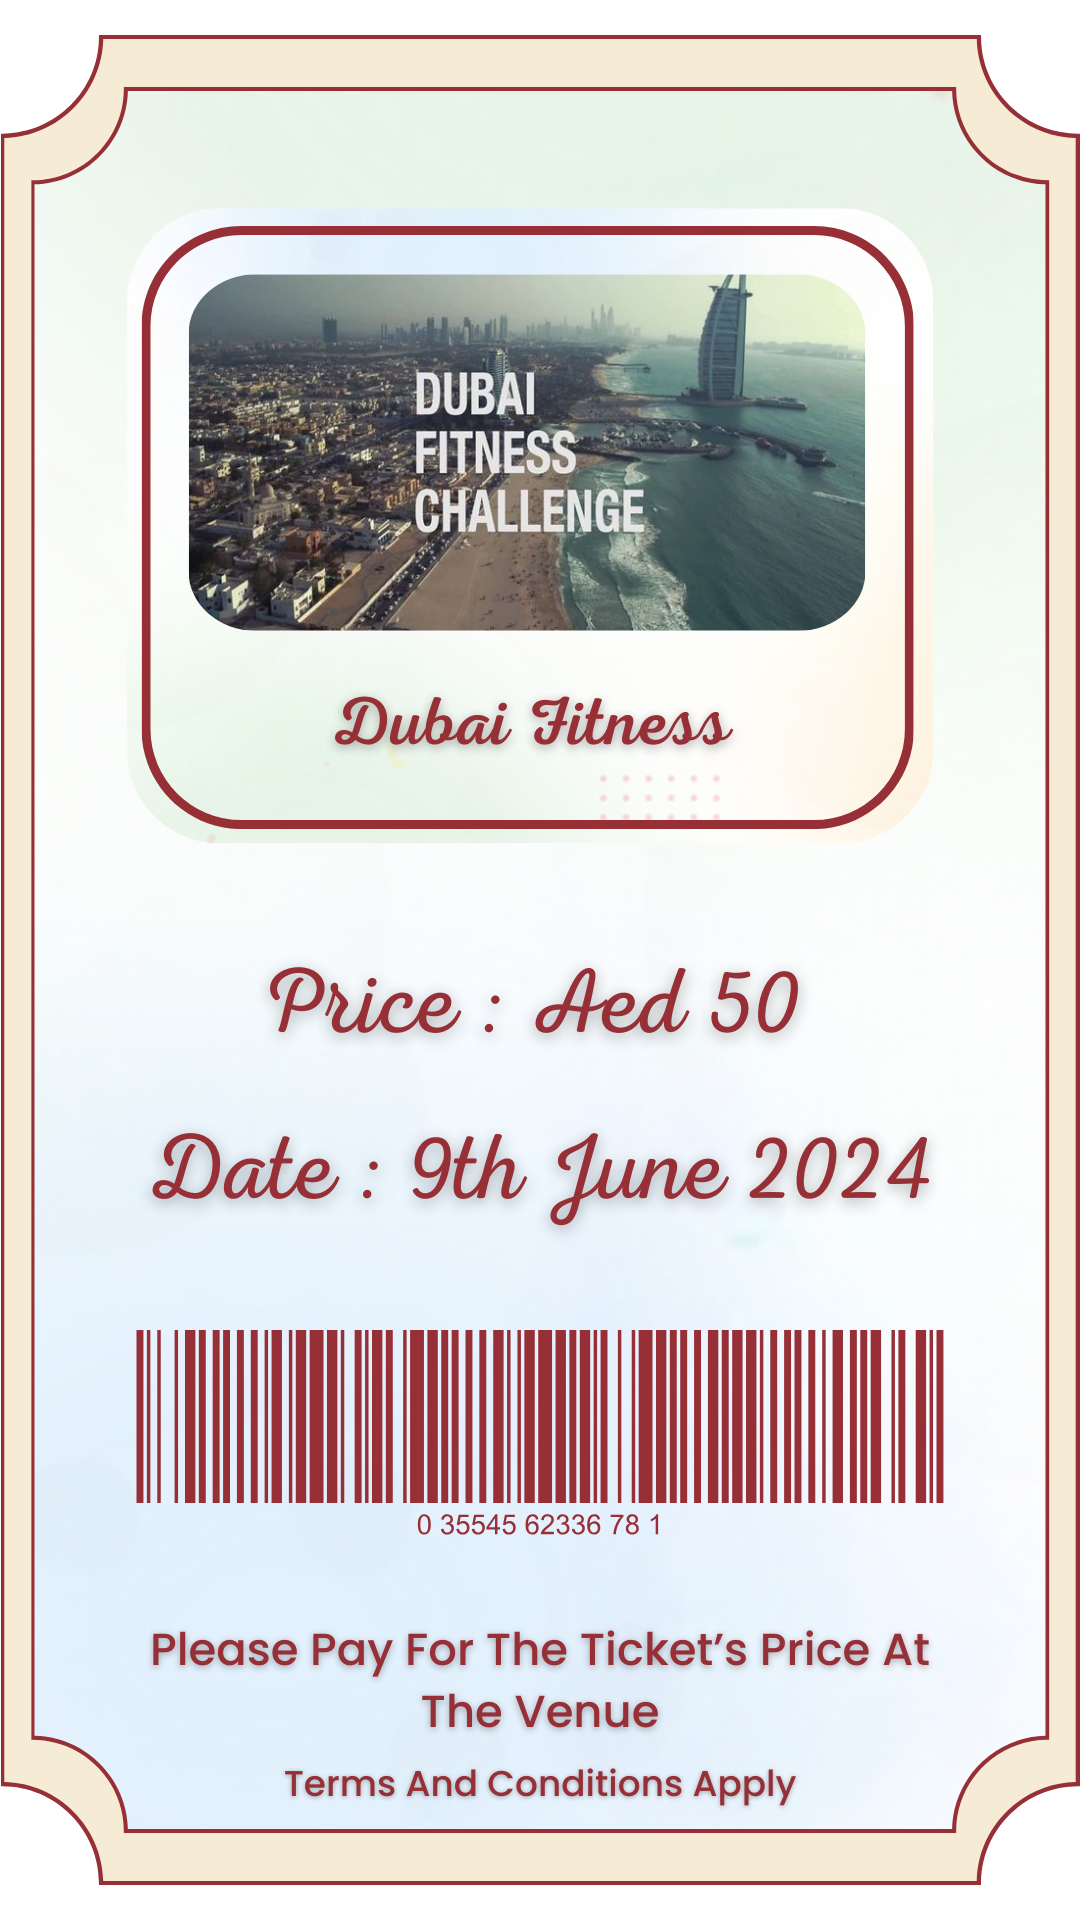 DUBAI
FITNESS
CHALLENGE
Dubai Fitness
Price : Aed 50
Date : 9th June 2024
0 35545 62336 78 1
Please Pay For The Ticket’s Price At
The Venue
Terms And Conditions Apply